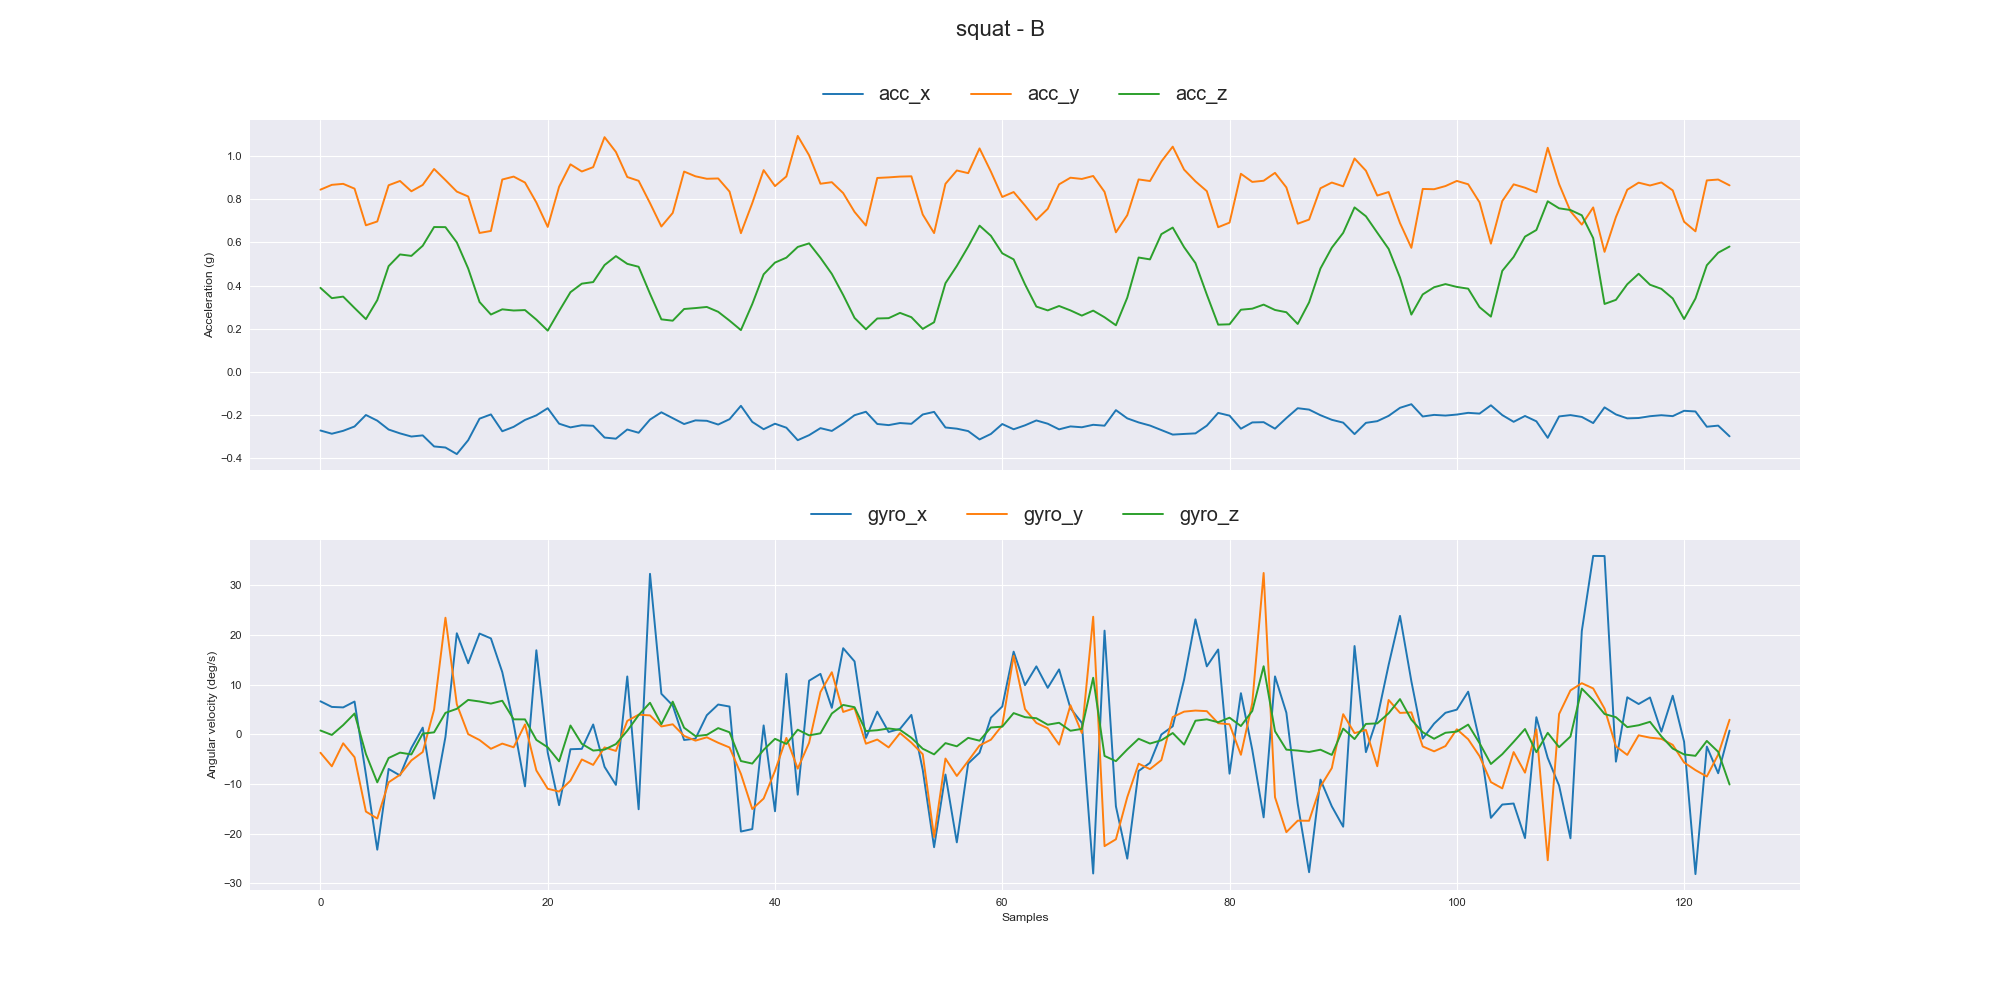 squat - B
acc_x acc_y acc_z
1.0
0.8
0.6
0.4
0.2
0.0
−0.2
−0.4
Acceleration (g)
gyro_x gyro_y gyro_z
30
20
10
0
−10
−20
−30
Angular velocity (deg/s)
0 20 40 60 80 100 120
Samples